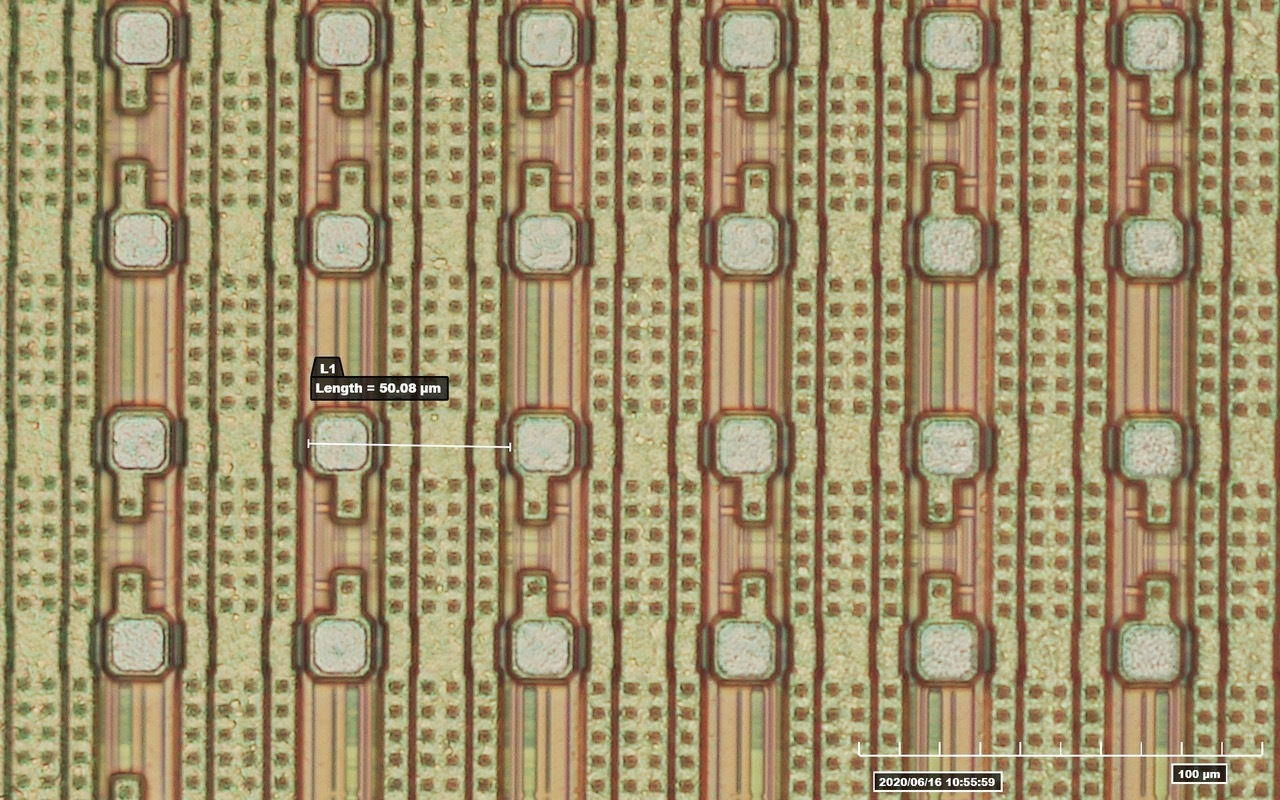 L1
Length = 50.08 µm
2020/06/16 10:55:59
100 µm